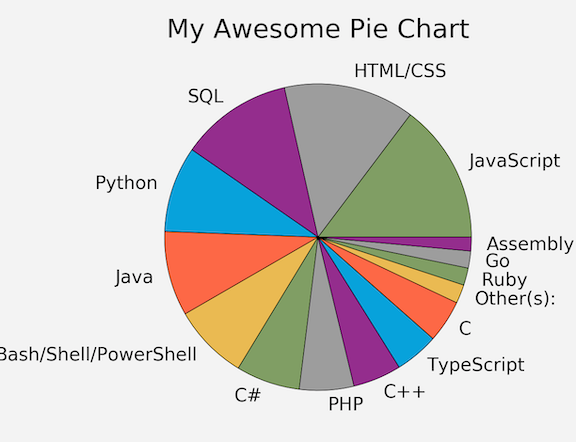 My Awesome Pie Chart
HTML/CSS
SQL
JavaScript
Python
Java
Assembly
Go
Ruby
Other(s):
C
Bash/Shell/PowerShell
TypeScript
C#
C++
PHP